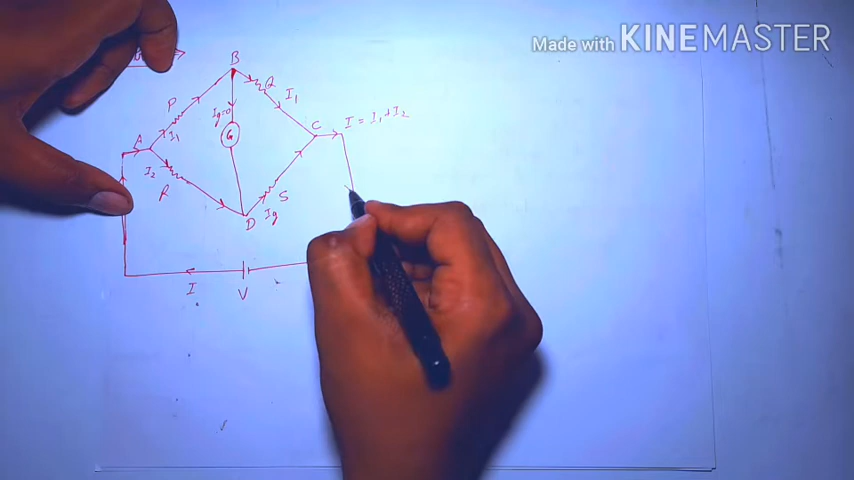 Made with KINEMASTER
B
P
Q
I1
Ig=0
I = I1+I2
C
A
I1
G
I2
R
S
Ig
D
I
V